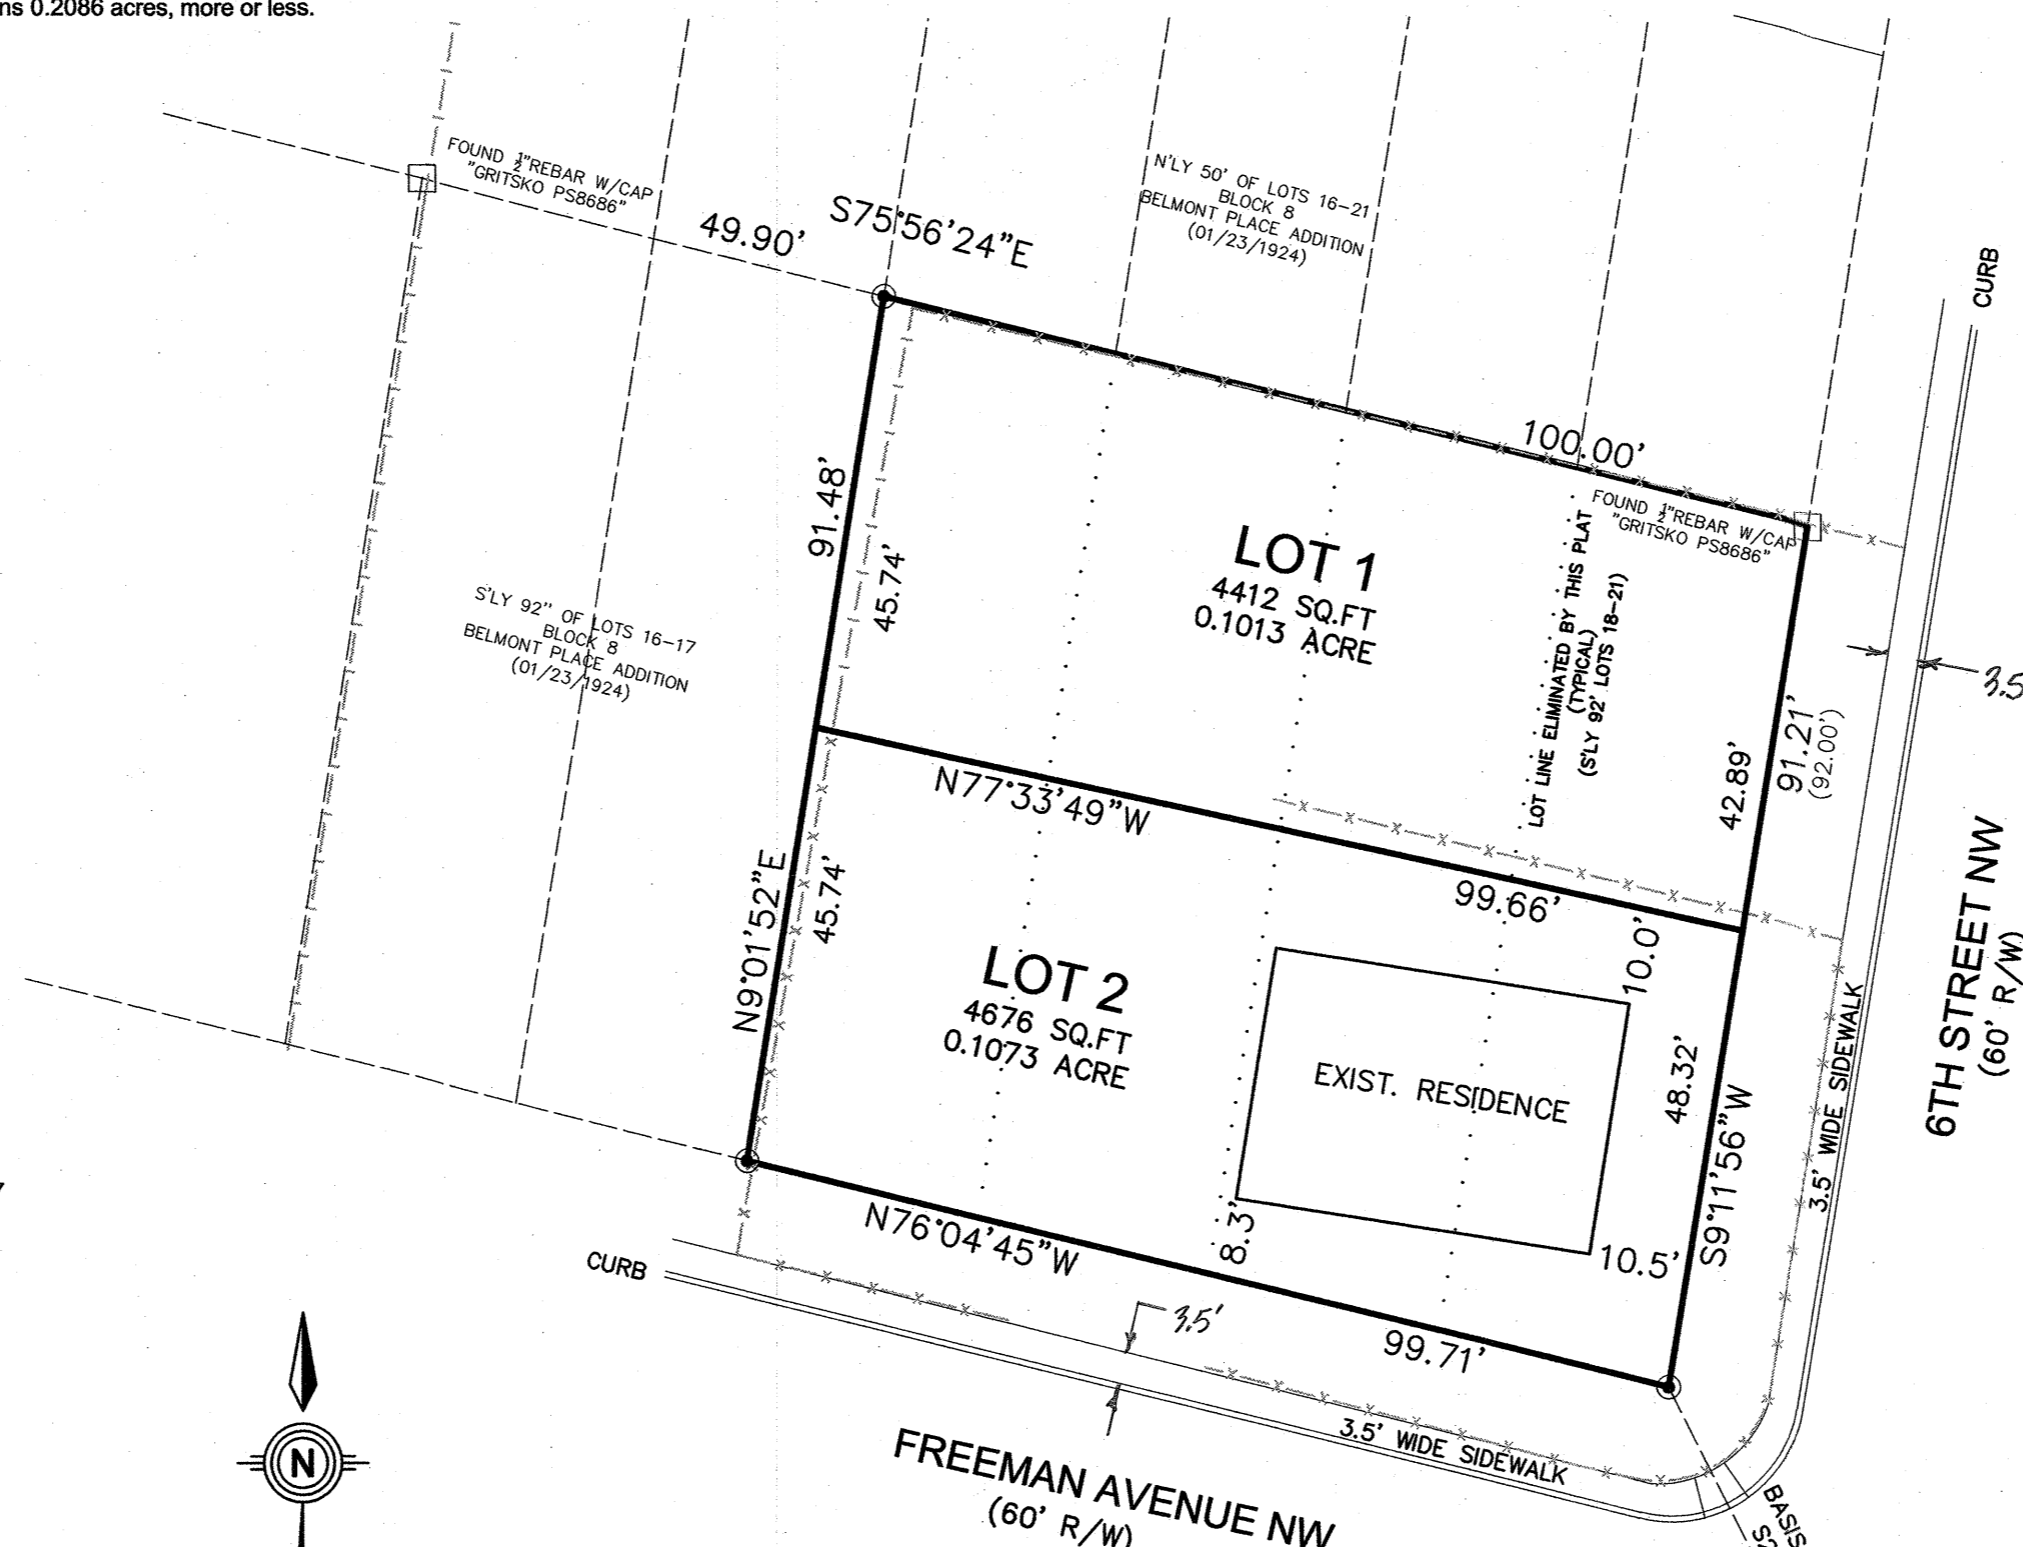 ns 0.2086 acres, more or less.
FOUND ½"REBAR W/CAP
"GRITSKO PS8686"
49.90'
S75°56'24"E
N'LY 50' OF LOTS 16-21
BLOCK 8
BELMONT PLACE ADDITION
(01/23/1924)
CURB
100.00'
FOUND ½"REBAR W/CAP
"GRITSKO PS8686"
91.48'
45.74'
LOT 1
4412 SQ.FT
0.1013 ACRE
LOT LINE ELIMINATED BY THIS PLAT
(TYPICAL)
(S'LY 92' LOTS 18-21)
S'LY 92" OF LOTS 16-17
BLOCK 8
BELMONT PLACE ADDITION
(01/23/1924)
3.5
42.89'
91.21'
(92.00')
N77°33'49"W
99.66'
N9°01'52"E
45.74'
LOT 2
4676 SQ.FT
0.1073 ACRE
10.0'
EXIST. RESIDENCE
48.32'
S9°11'56"W
3.5' WIDE SIDEWALK
6TH STREET NW
(60' R/W)
N76°04'45"W
8.3'
10.5'
CURB
3.5'
99.71'
3.5' WIDE SIDEWALK
FREEMAN AVENUE NW
(60' R/W)
BASIS
N